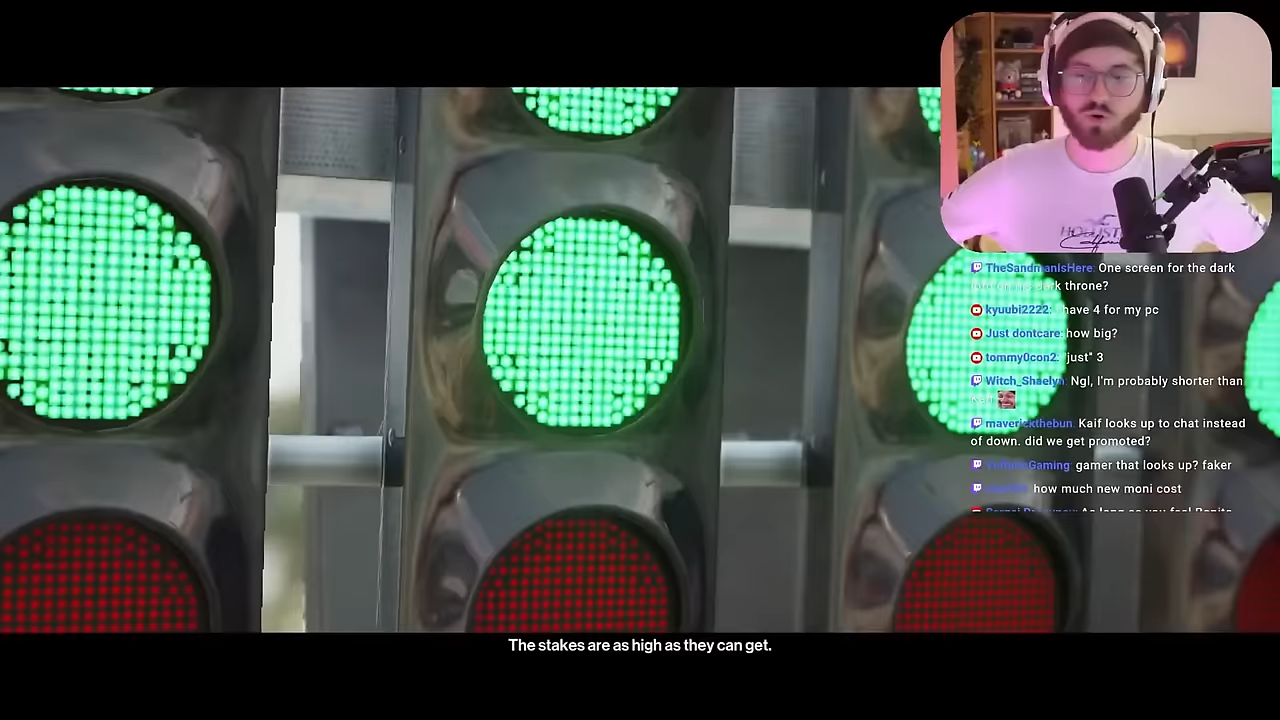 HOLLISTER
TheSandmanIsHere: One screen for the dark
dark throne?
kyuubi2222: have 4 for my pc
Just dontcare: how big?
tommy0con2: just" 3
Witch_Shaelyn: Ngl, I'm probably shorter than
maverickthebun: Kaif looks up to chat instead
of down. did we get promoted?
Gaming: gamer that looks up? faker
how much new moni cost
The stakes are as high as they can get.